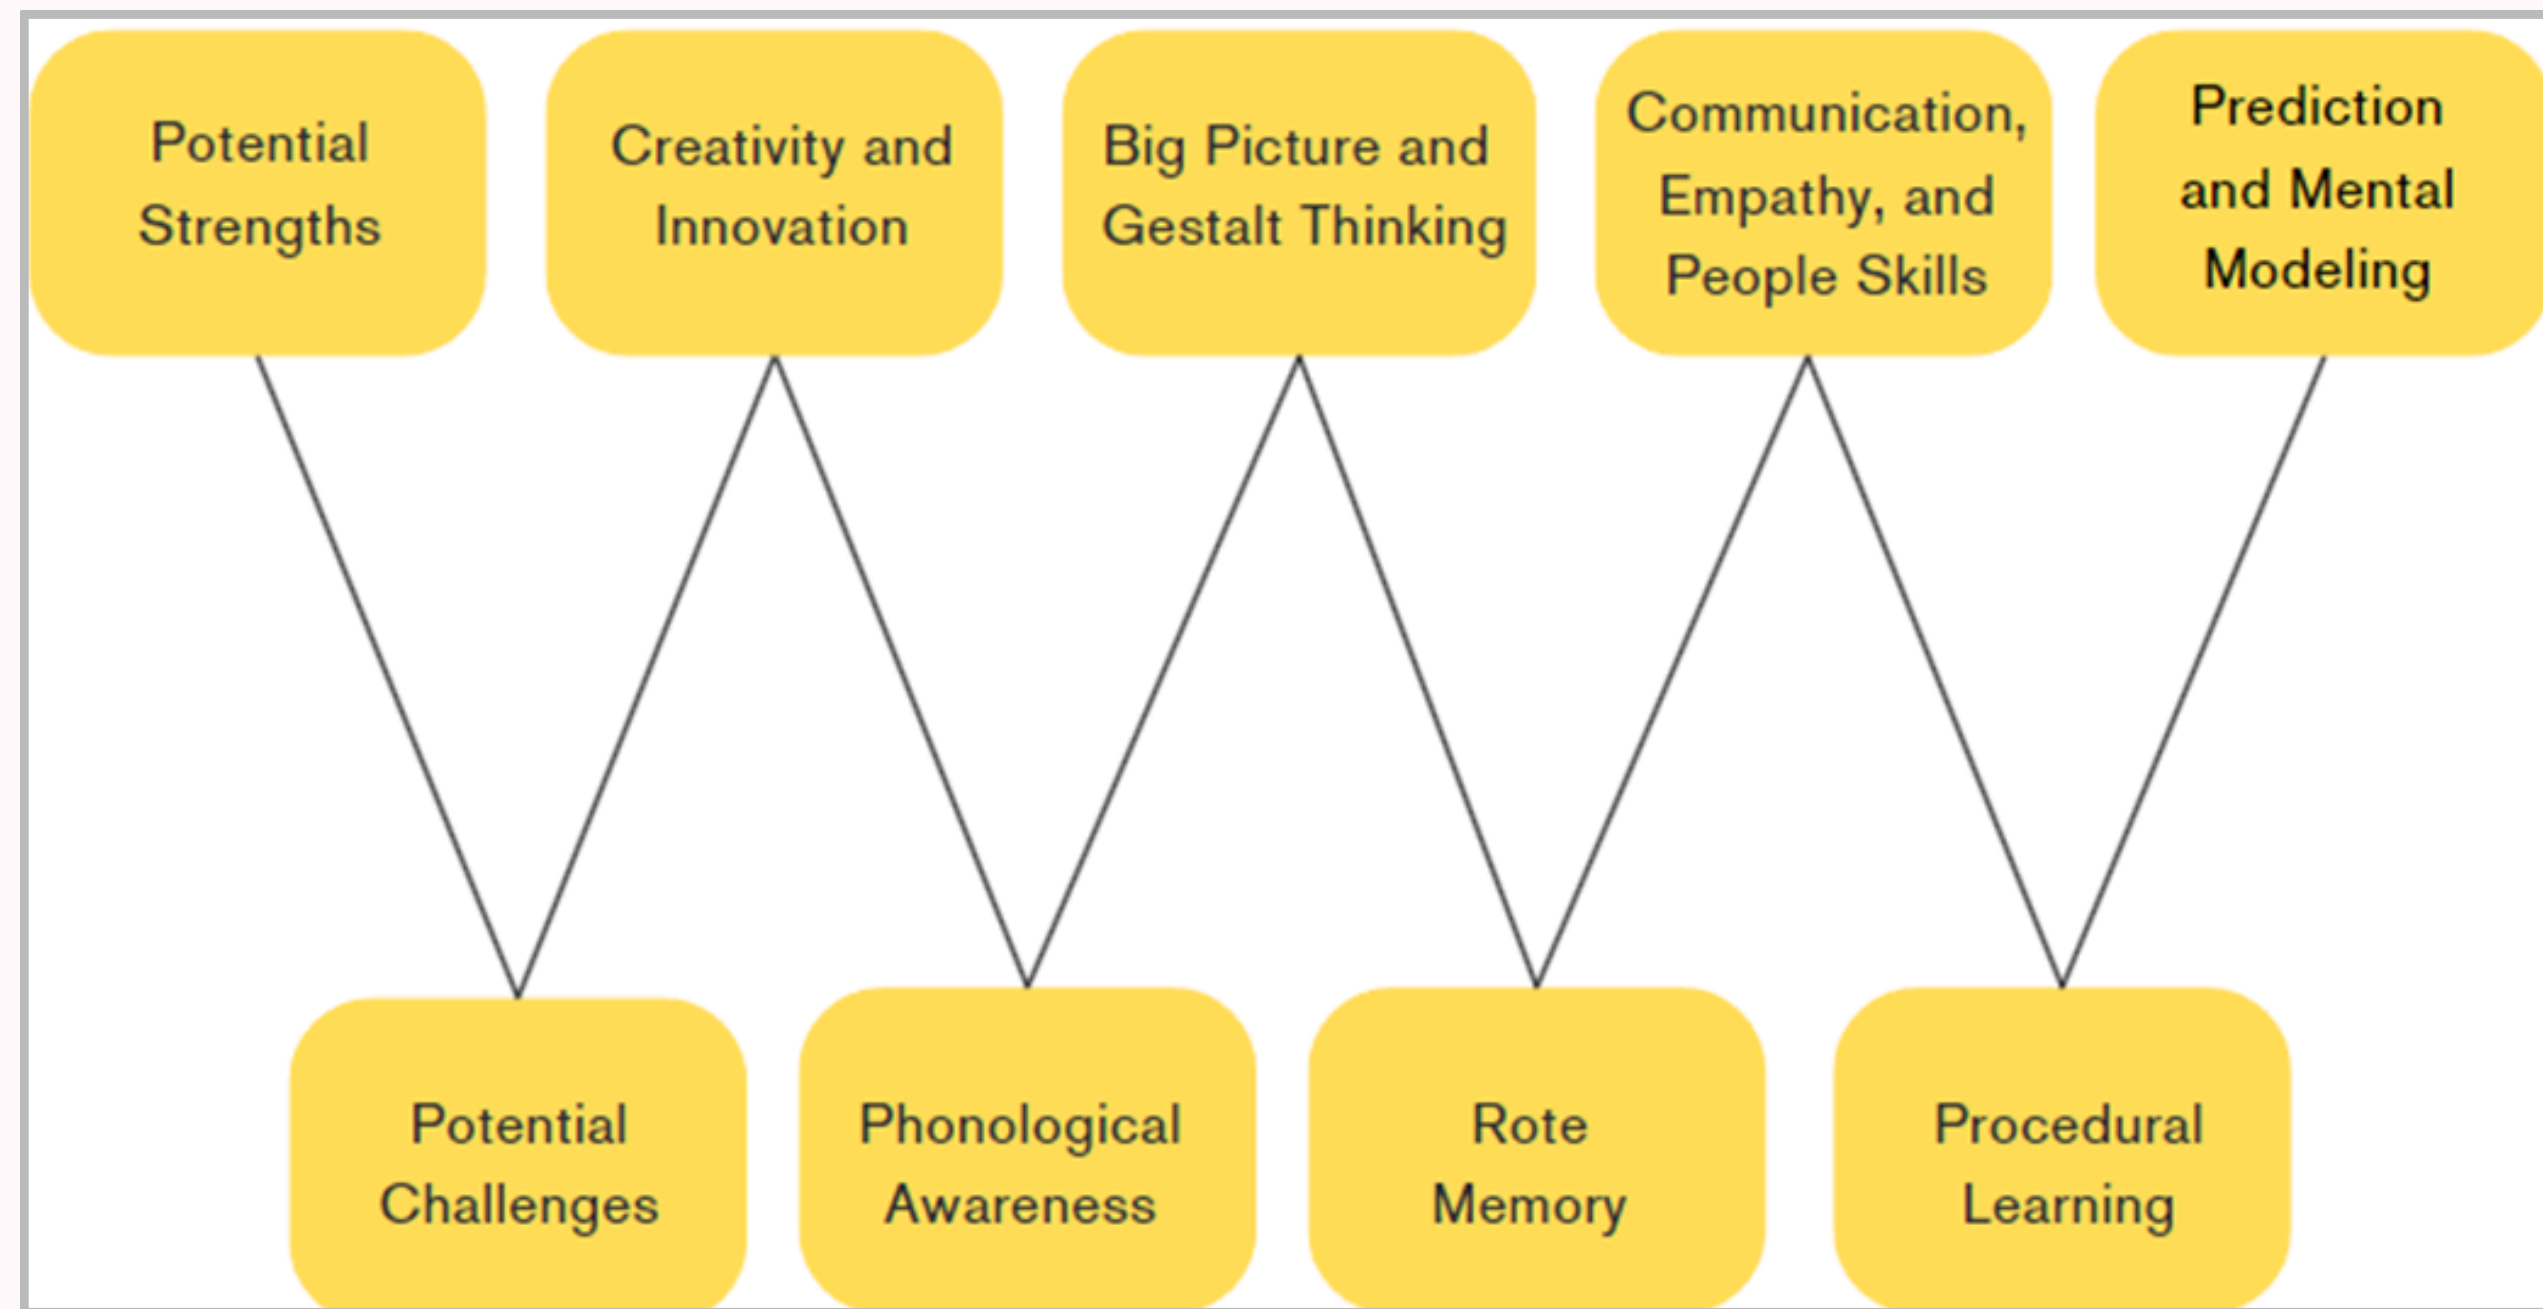 Potential
Strengths
Creativity and
Innovation
Big Picture and
Gestalt Thinking
Communication,
Empathy, and
People Skills
Prediction
and Mental
Modeling
Potential
Challenges
Phonological
Awareness
Rote
Memory
Procedural
Learning